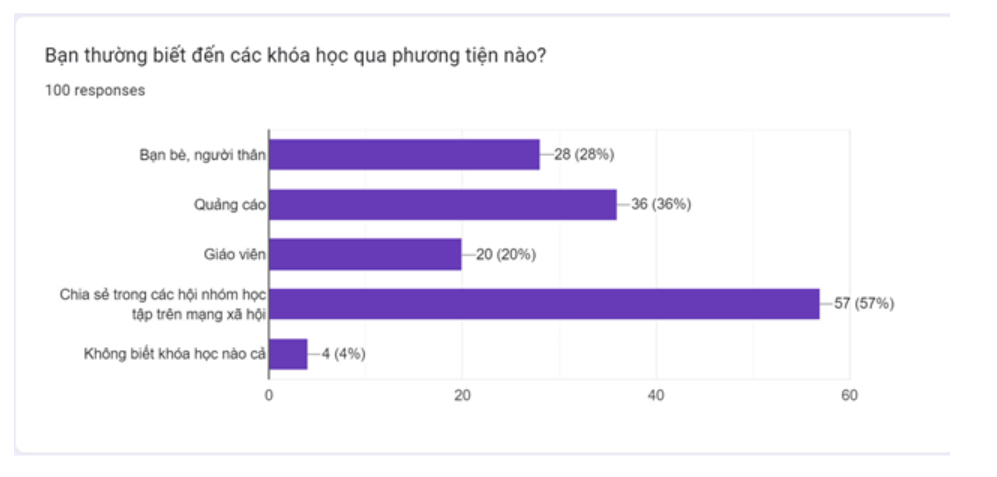 Bạn thường biết đến các khóa học qua phương tiện nào?
100 responses
Bạn bè, người thân
28 (28%)
Quảng cáo
36 (36%)
Giáo viên
20 (20%)
Chia sẻ trong các hội nhóm học
tập trên mạng xã hội
57 (57%)
Không biết khóa học nào cả
4 (4%)
0 20 40 60